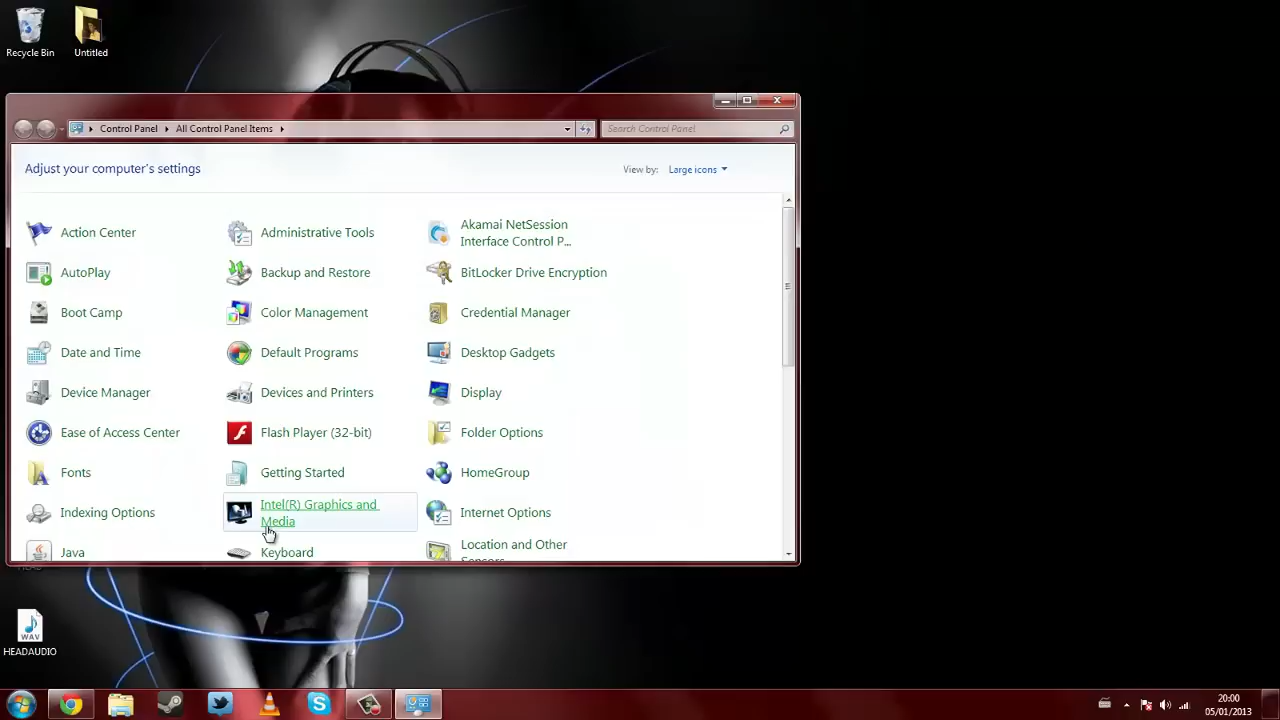 Recycle Bin
Untitled
Control Panel
All Control Panel Items
Search Control Panel
Adjust your computer's settings
View by:
Large icons
Action Center
Administrative Tools
Akamai NetSession
Interface Control P...
AutoPlay
Backup and Restore
BitLocker Drive Encryption
Boot Camp
Color Management
Credential Manager
Date and Time
Default Programs
Desktop Gadgets
Device Manager
Devices and Printers
Display
Ease of Access Center
Flash Player (32-bit)
Folder Options
Fonts
Getting Started
HomeGroup
Indexing Options
Intel(R) Graphics and
Media
Internet Options
Java
Keyboard
Location and Other
Sensors
WAV
HEADAUDIO
20:00
05/01/2013